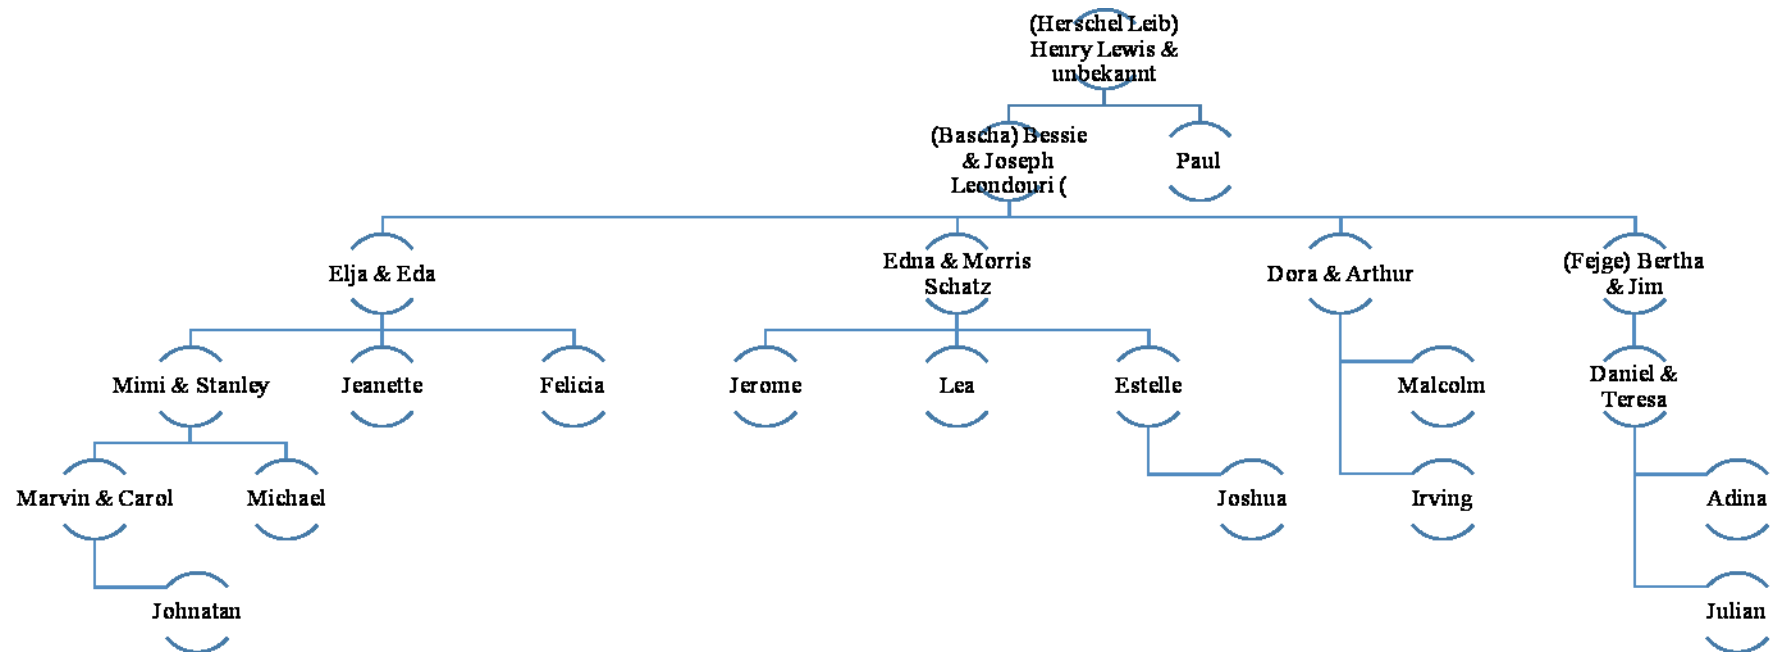 (Herschel Leib)
Henry Lewis &
unbekannt
(Bascha) Bessie
& Joseph
Leondouri (
Paul
Elja & Eda
Edna & Morris
Schatz
Dora & Arthur
(Fejge) Bertha
& Jim
Mimi & Stanley
Jeanette
Felicia
Jerome
Lea
Estelle
Malcolm
Daniel &
Teresa
Marvin & Carol
Michael
Joshua
Irving
Adina
Johnatan
Julian